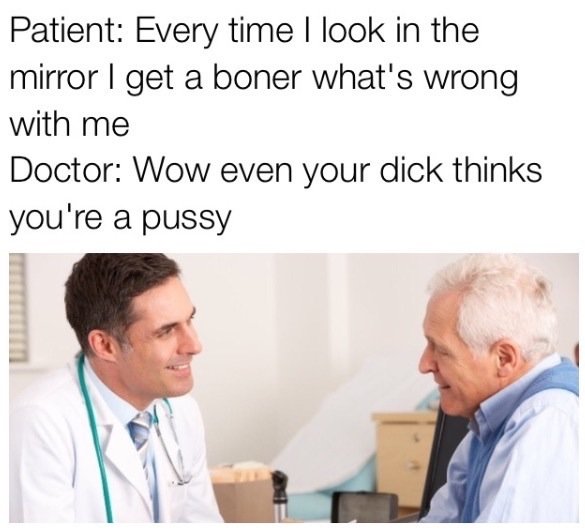 Patient: Every time I look in the
mirror I get a boner what's wrong
with me
Doctor: Wow even your dick thinks
you're a pussy